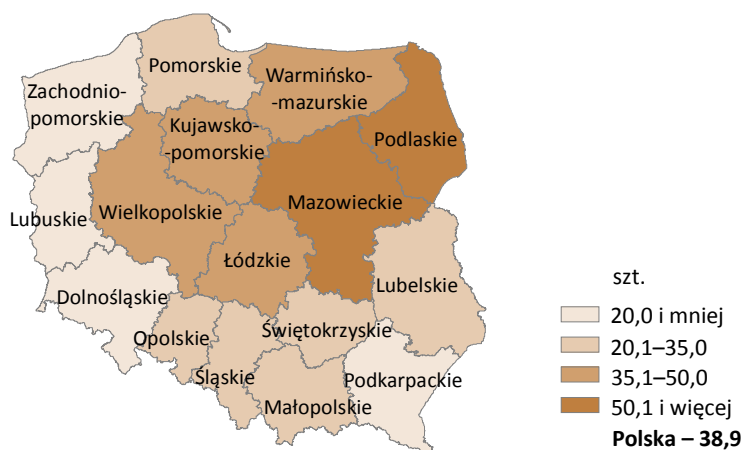 Pomorskie
Warmińsko-
-mazurskie
Zachodnio-
pomorskie
Kujawsko-
-pomorskie
Podlaskie
Mazowieckie
Wielkopolskie
Lubuskie
Łódzkie
Lubelskie
Dolnośląskie
Opolskie
Świętokrzyskie
Śląskie
Podkarpackie
Małopolskie
szt.
20,0 i mniej
20,1–35,0
35,1–50,0
50,1 i więcej
Polska – 38,9